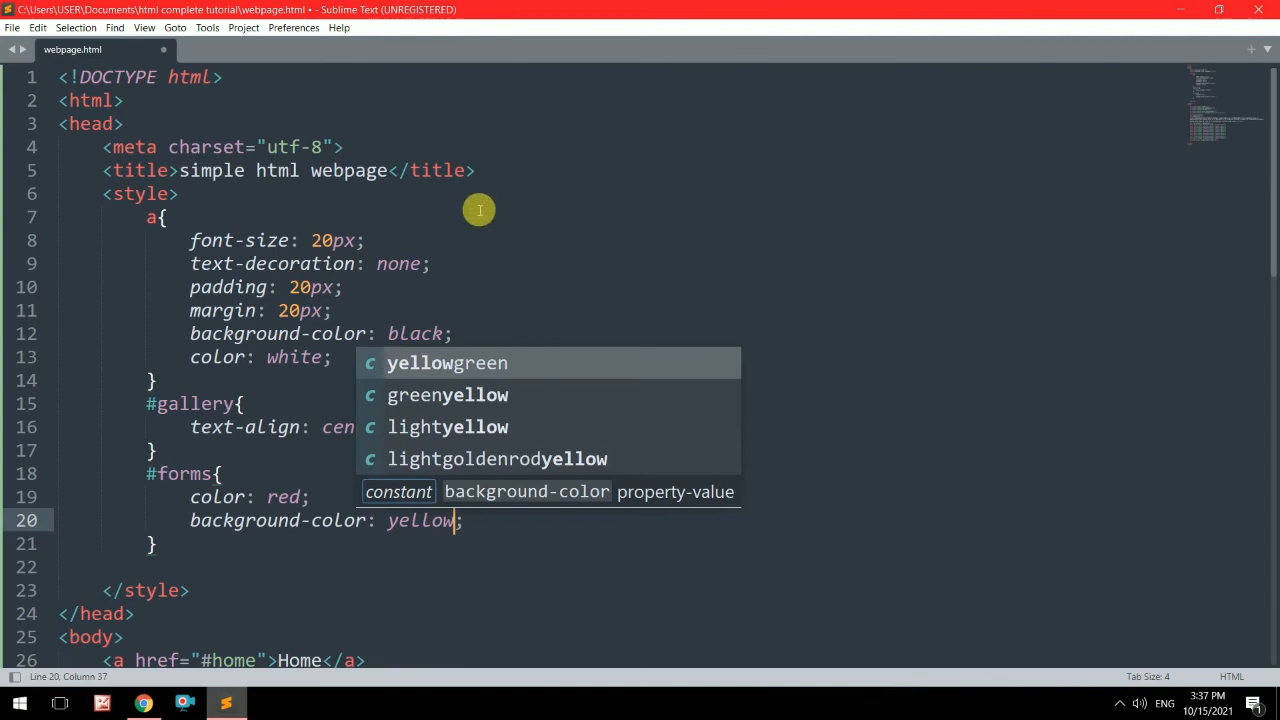 C:\Users\USER\Documents\html complete tutorial\webpage.html • - Sublime Text (UNREGISTERED)
File Edit Selection Find View Goto Tools Project Preferences Help
webpage.html
1 <!DOCTYPE html>
2 <html>
3 <head>
4 <meta charset="utf-8">
5 <title>simple html webpage</title>
6 <style>
7 a{
8 font-size: 20px;
9 text-decoration: none;
10 padding: 20px;
11 margin: 20px;
12 background-color: black;
13 color: white;
c yellowgreen
14 }
c greenyellow
15 #gallery{
16 text-align: cen
c lightyellow
17 }
c lightgoldenrodyellow
18 #forms{
constant background-color property-value
19 color: red;
20 background-color: yellow;
21 }
22
23 </style>
24 </head>
25 <body>
26 <a href="#home">Home</a>
Line 20, Column 37 Tab Size: 4 HTML
ENG 3:37 PM
10/15/2021 1